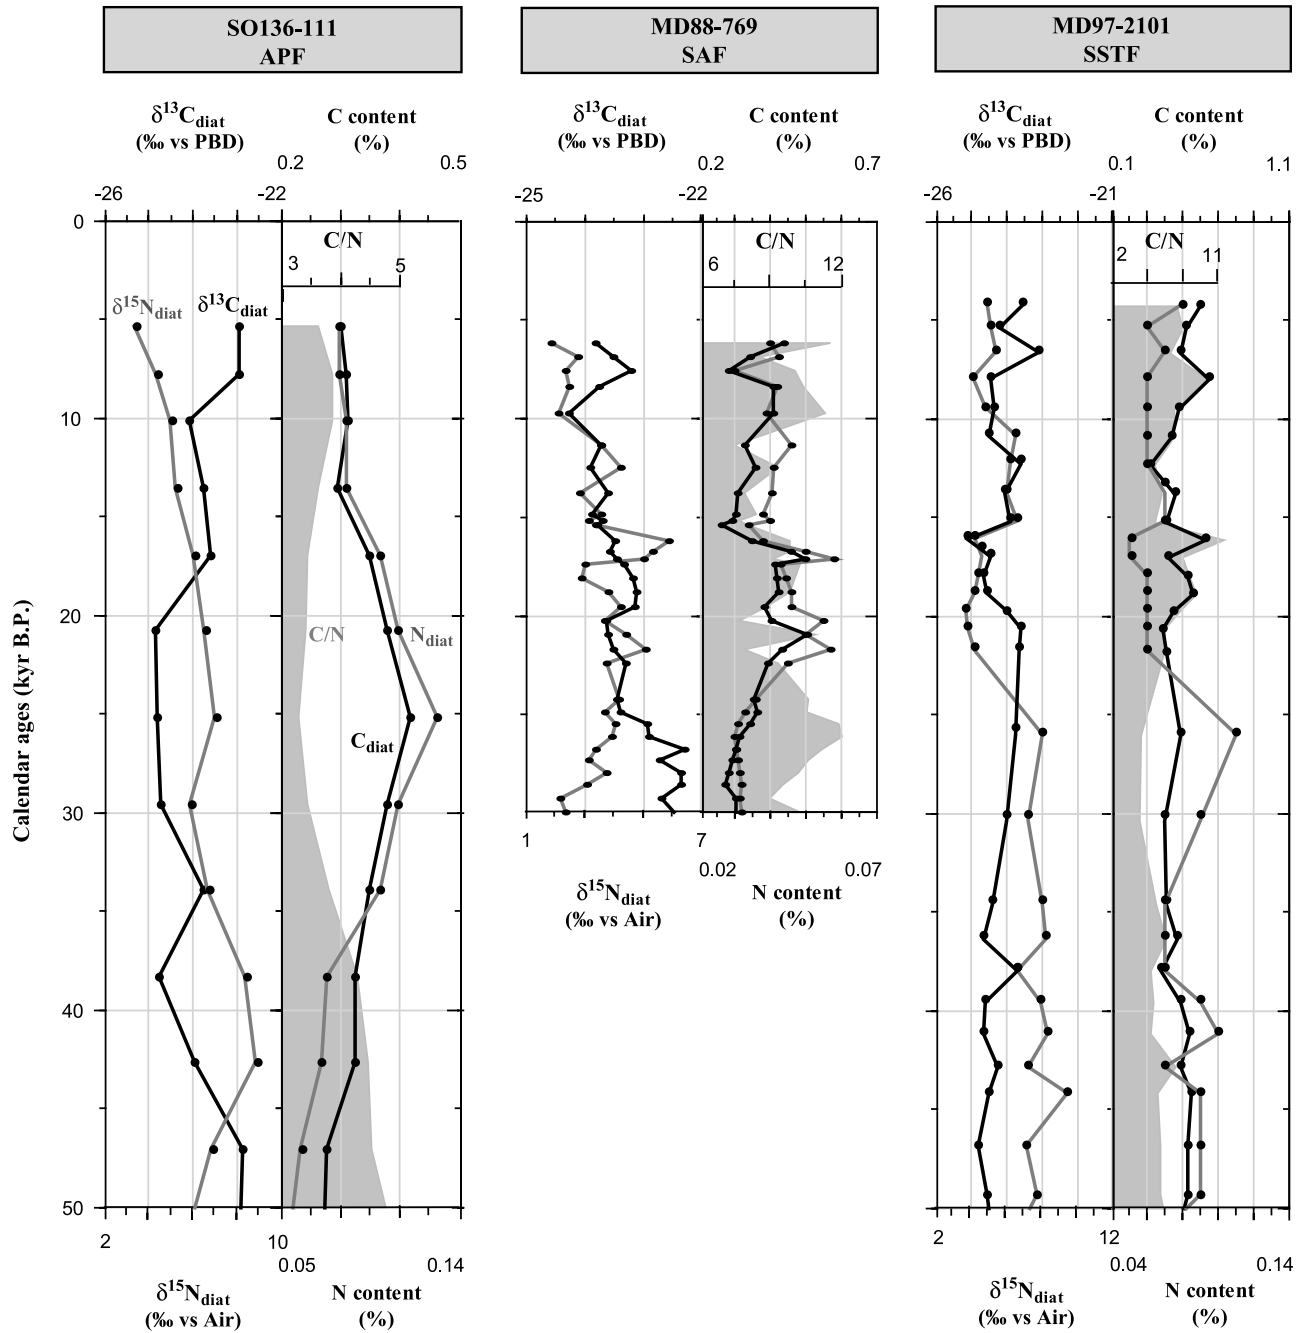 SO136-111
APF
MD88-769
SAF
MD97-2101
SSTF
δ13Cdiat
(‰ vs PBD)
C content
(%)
0.2 0.5
-26 -22
δ13Cdiat
(‰ vs PBD)
C content
(%)
0.2 0.7
-25 -22
δ13Cdiat
(‰ vs PBD)
C content
(%)
0.1 1.1
-26 -21
C/N
3 5
C/N
6 12
C/N
2 11
δ15Ndiat
δ13Cdiat
C/N
Ndiat
Cdiat
Calendar ages (kyr B.P.)
0
10
20
30
40
50
2 10
0.05 0.14
δ15Ndiat
(‰ vs Air)
N content
(%)
1 7
0.02 0.07
δ15Ndiat
(‰ vs Air)
N content
(%)
2 12
0.04 0.14
δ15Ndiat
(‰ vs Air)
N content
(%)